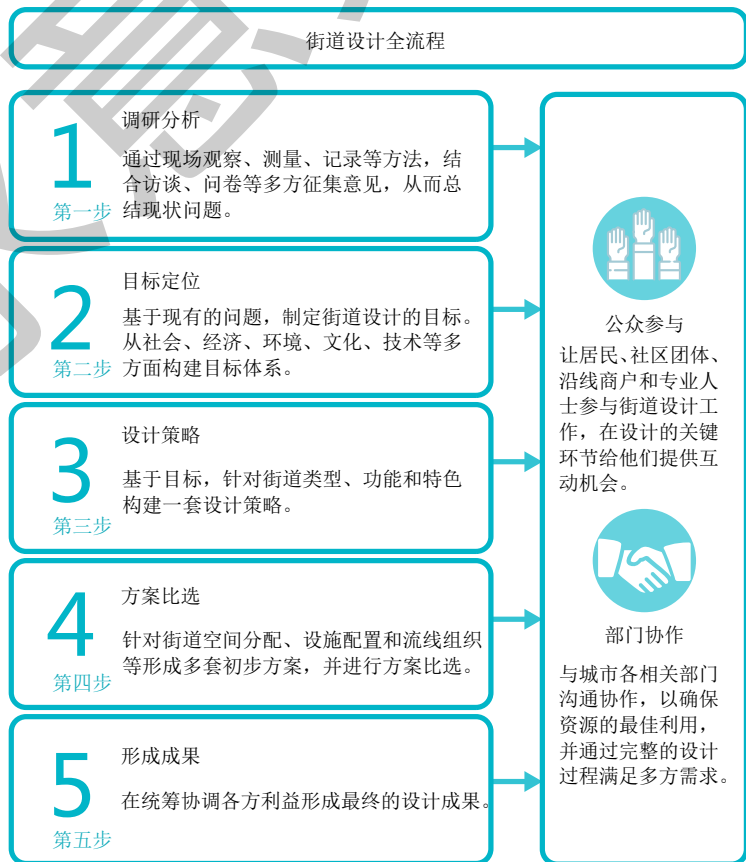 街道设计全流程
1
第一步
调研分析
通过现场观察、测量、记录等方法，结
合访谈、问卷等多方征集意见，从而总
结现状问题。
2
第二步
目标定位
基于现有的问题，制定街道设计的目标。
从社会、经济、环境、文化、技术等多
方面构建目标体系。
3
第三步
设计策略
基于目标，针对街道类型、功能和特色
构建一套设计策略。
4
第四步
方案比选
针对街道空间分配、设施配置和流线组织
等形成多套初步方案，并进行方案比选。
5
第五步
形成成果
在统筹协调各方利益形成最终的设计成果。
公众参与
让居民、社区团体、
沿线商户和专业人
士参与街道设计工
作，在设计的关键
环节给他们提供互
动机会。
部门协作
与城市各相关部门
沟通协作，以确保
资源的最佳利用，
并通过完整的设计
过程满足多方需求。